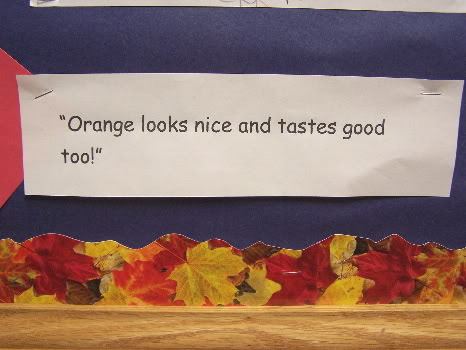 “Orange looks nice and tastes good
too!”